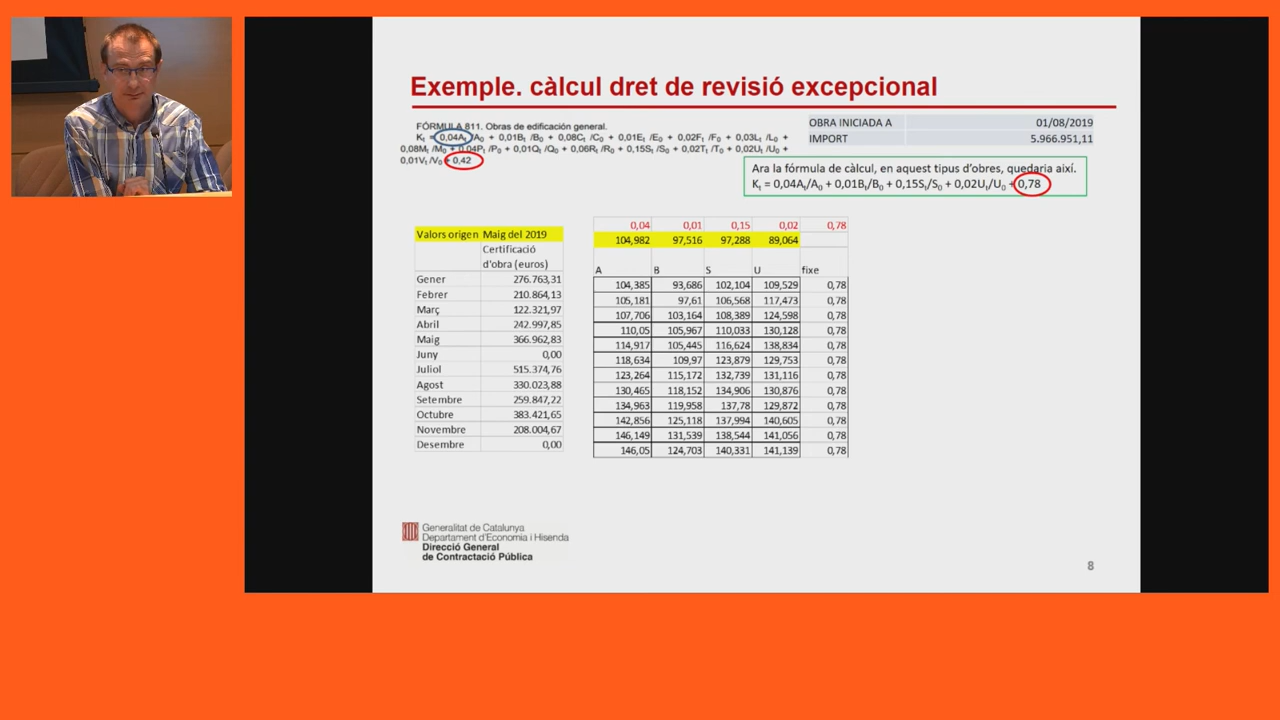 Exemple. càlcul dret de revisió excepcional
FÓRMULA 811. Obras de edificación general.
Kt = 0,04At /A0 + 0,01Bt /B0 + 0,08Ct /C0 + 0,01Et /E0 + 0,02Ft /F0 + 0,03Lt /L0 +
0,08Mt /M0 + 0,04Pt /P0 + 0,01Qt /Q0 + 0,06Rt /R0 + 0,15St /S0 + 0,02Tt /T0 + 0,02Ut /U0 +
0,01Vt /V0 + 0,42
OBRA INICIADA A 01/08/2019
IMPORT 5.966.951,11
Ara la fórmula de càlcul, en aquest tipus d'obres, quedaria així.
Kt = 0,04At/A0 + 0,01Bt/B0 + 0,15St/S0 + 0,02Ut/U0 + 0,78
Valors origen Maig del 2019
Certificació
d'obra (euros)
Gener 276.763,31
Febrer 210.864,13
Març 122.321,97
Abril 242.997,85
Maig 366.962,83
Juny 0,00
Juliol 515.374,76
Agost 330.023,88
Setembre 259.847,22
Octubre 383.421,65
Novembre 208.004,67
Desembre 0,00
0,04 0,01 0,15 0,02 0,78
104,982 97,516 97,288 89,064
A B S U fixe
104,385 93,686 102,104 109,529 0,78
105,181 97,61 106,568 117,473 0,78
107,706 103,164 108,389 124,598 0,78
110,05 105,967 110,033 130,128 0,78
114,917 105,445 116,624 138,834 0,78
118,634 109,97 123,879 129,753 0,78
123,264 115,172 132,739 131,116 0,78
130,465 118,152 134,906 130,876 0,78
134,963 119,958 137,78 129,872 0,78
142,856 125,118 137,994 140,605 0,78
146,149 131,539 138,544 141,056 0,78
146,05 124,703 140,331 141,139 0,78
Generalitat de Catalunya
Departament d'Economia i Hisenda
Direcció General
de Contractació Pública
8